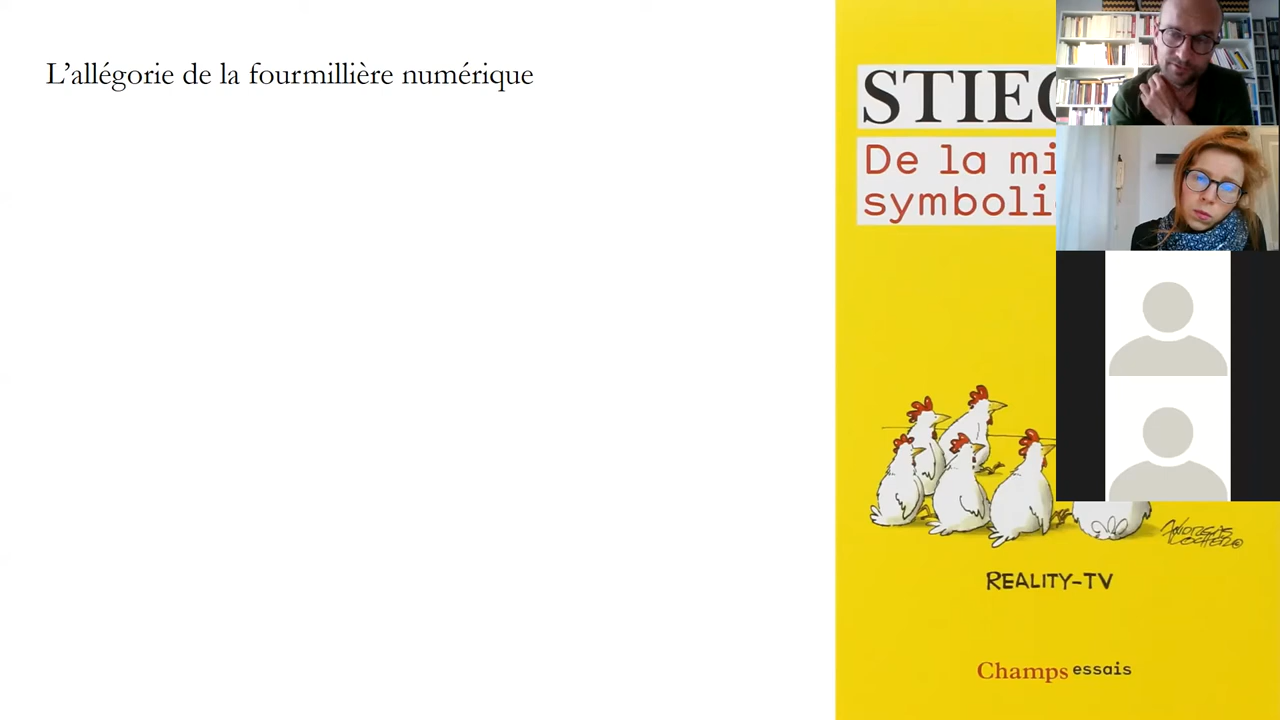 L'allégorie de la fourmillière numérique
STIEG
De la mi
symboli
REALITY-TV
Champs essais